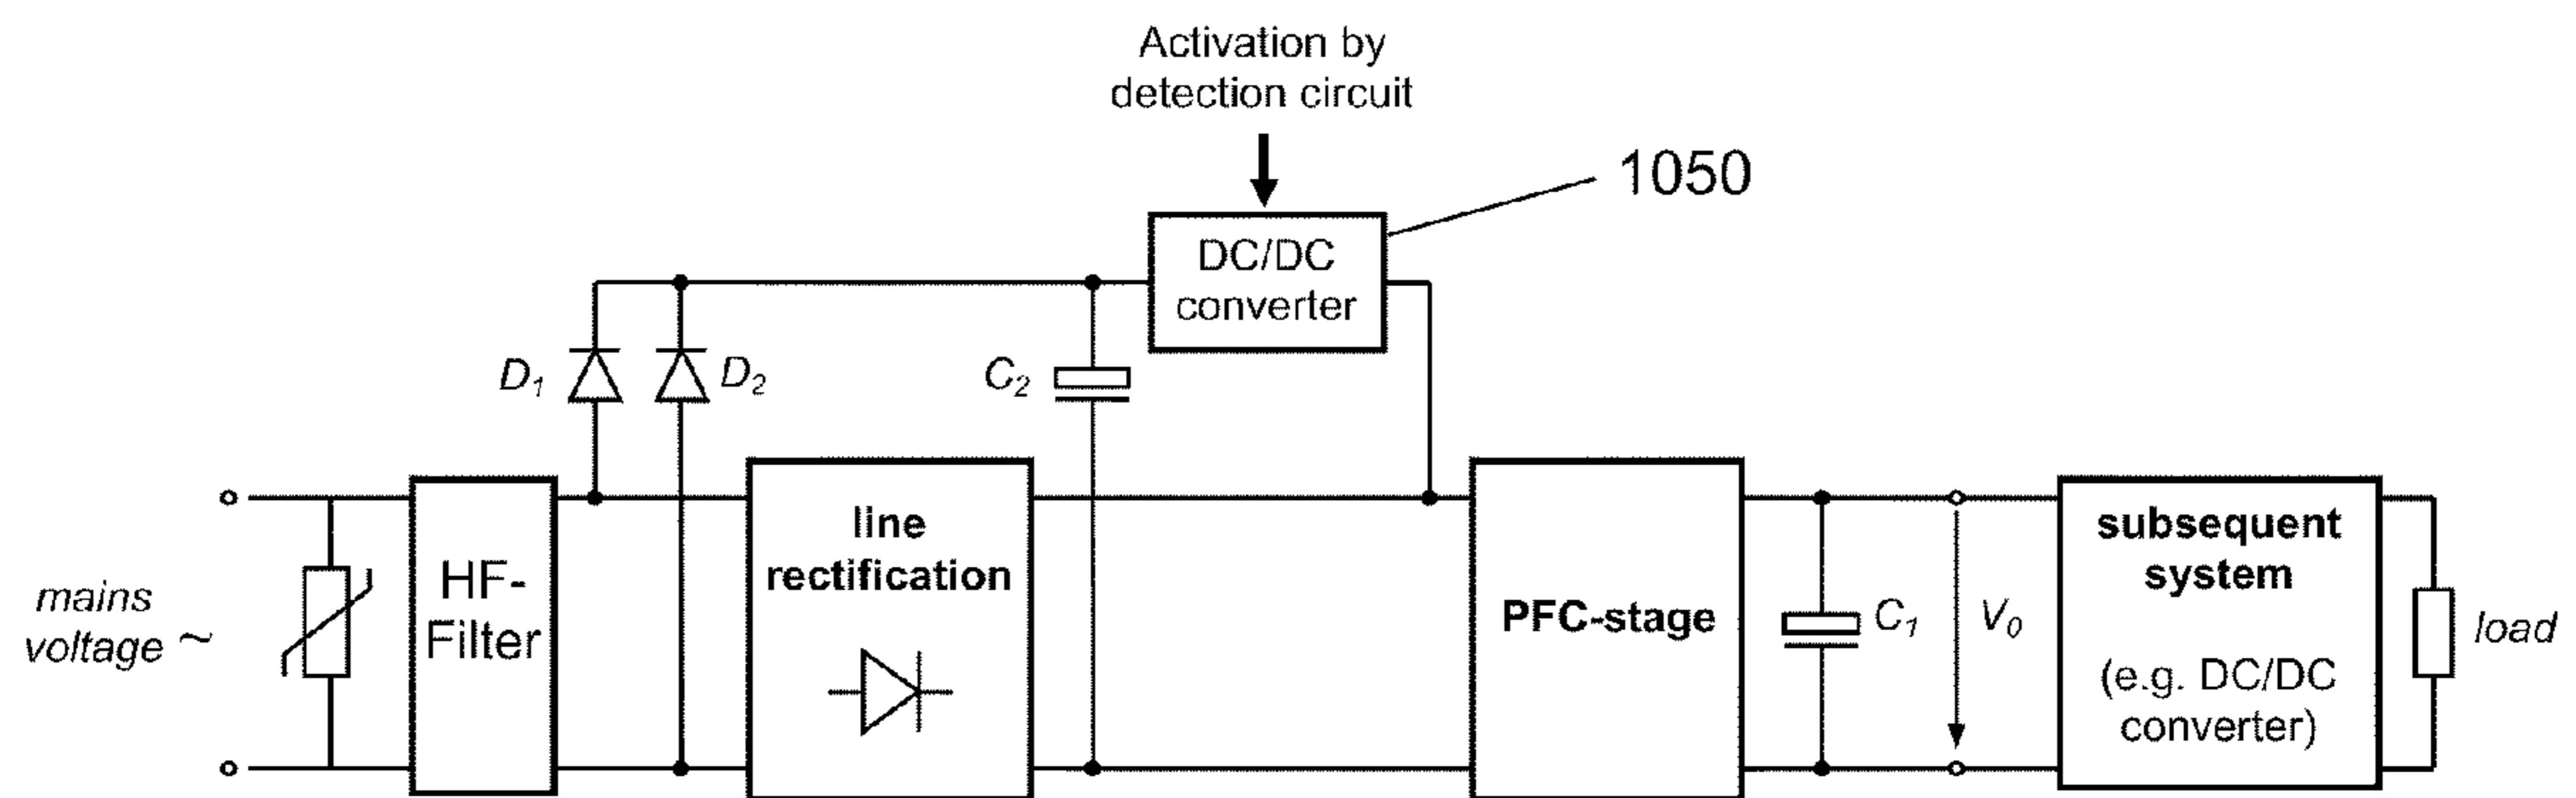 Activation by
detection circuit
1050
DC/DC
converter
D1
D2
C2
line
rectification
HF-
Filter
mains
voltage ~
PFC-stage
C1
V0
subsequent
system
(e.g. DC/DC
converter)
load